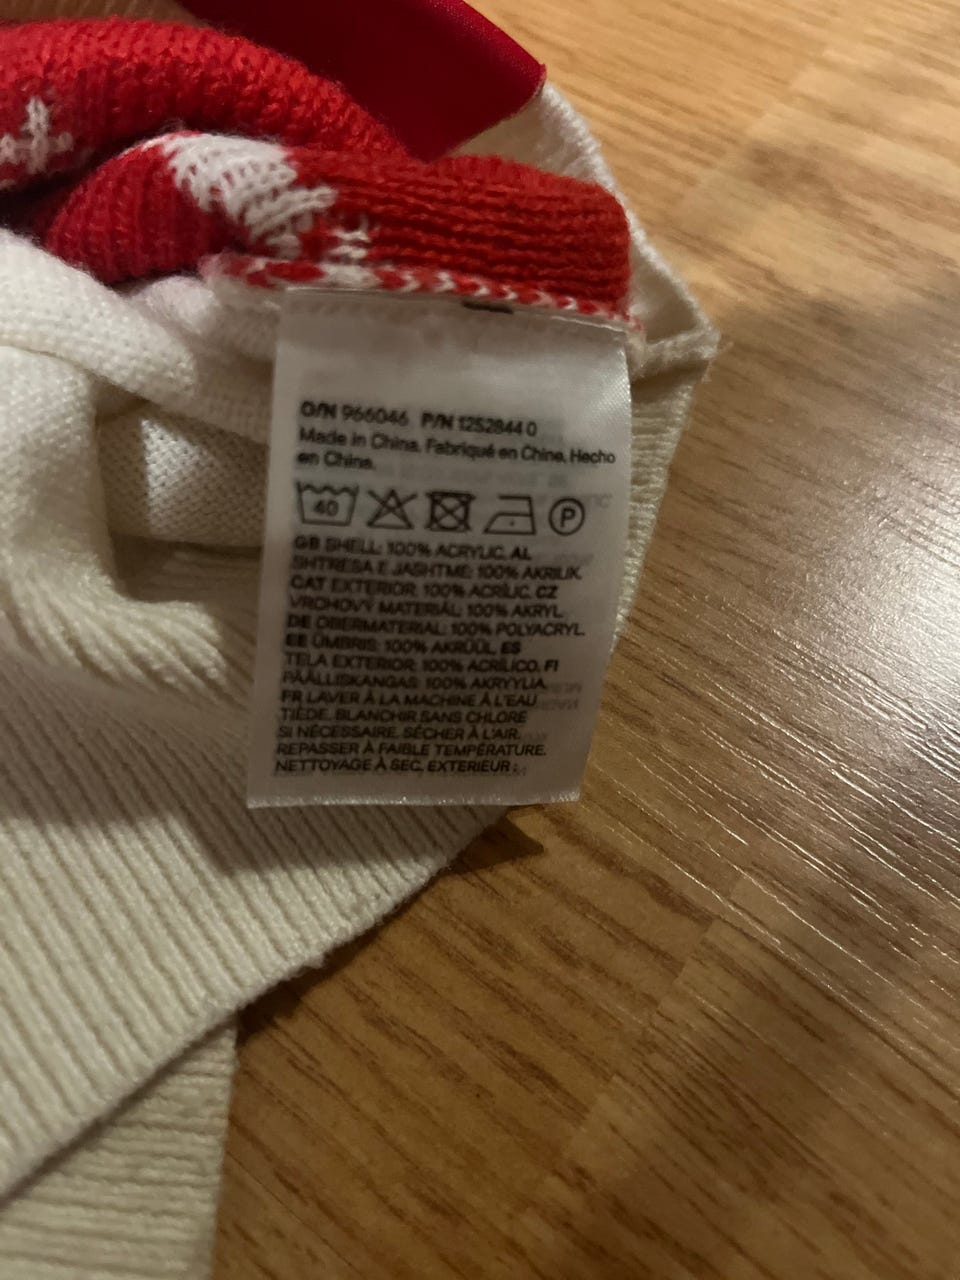 O/N 966046 P/N 1252844 0
Made in China. Fabriqué en Chine. Hecho
en China.
40 P
GB SHELL: 100% ACRYLIC. AL
SHTRESA E JASHTME: 100% AKRILIK.
CAT EXTERIOR: 100% ACRÍLIC. CZ
VRCHOVÝ MATERIÁL: 100% AKRYL.
DE OBERMATERIAL: 100% POLYACRYL.
EE ÜMBRIS: 100% AKRÜÜL. ES
TELA EXTERIOR: 100% ACRÍLICO. FI
PÄÄLLISKANGAS: 100% AKRYYLIA.
FR LAVER À LA MACHINE À L'EAU
TIÈDE. BLANCHIR SANS CHLORE
SI NÉCESSAIRE. SÉCHER À L'AIR.
REPASSER À FAIBLE TEMPÉRATURE.
NETTOYAGE À SEC. EXTERIEUR :